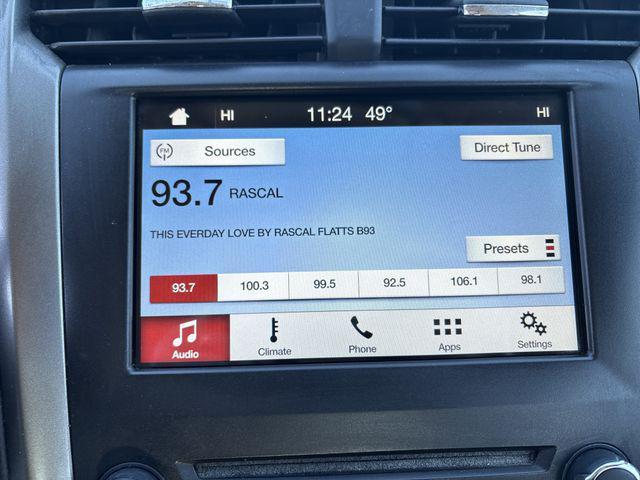 HI 11:24 49° HI
FM Sources Direct Tune
93.7 RASCAL
THIS EVERDAY LOVE BY RASCAL FLATTS B93
Presets
93.7 100.3 99.5 92.5 106.1 98.1
Audio Climate Phone Apps Settings